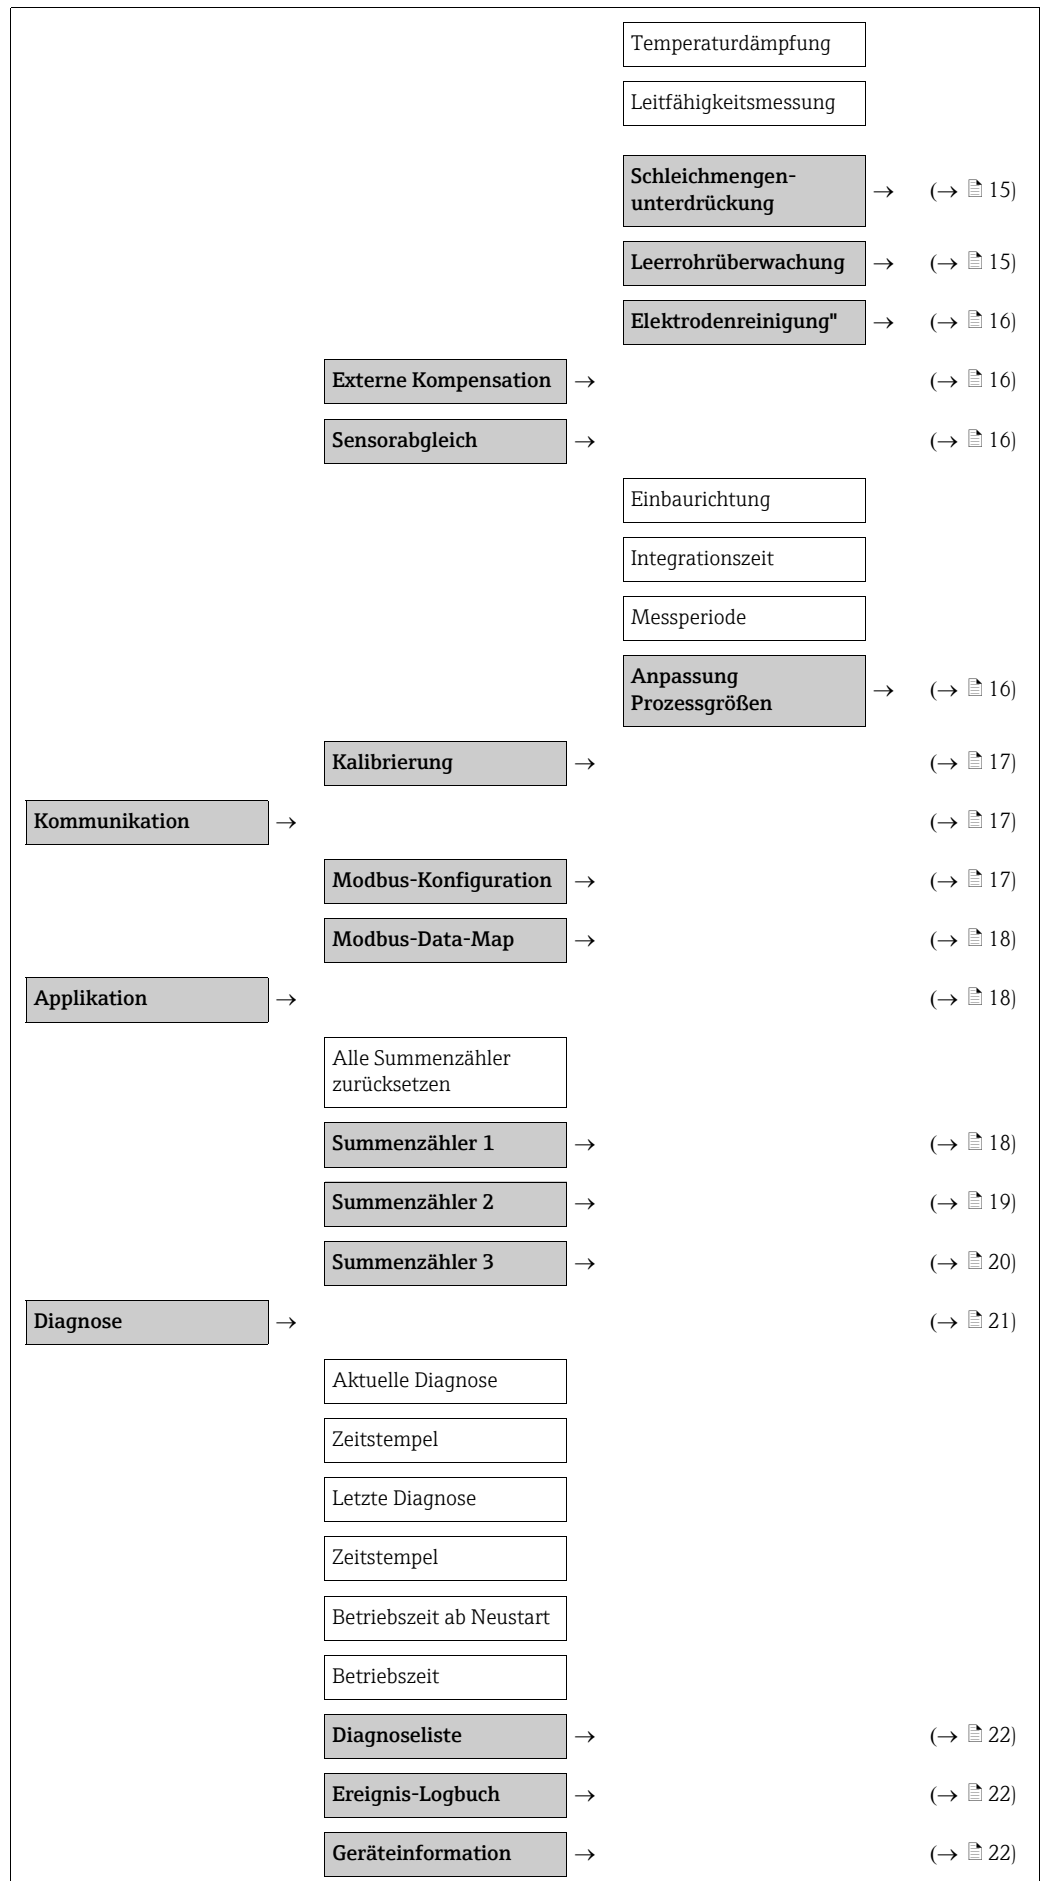 Temperaturdämpfung
Leitfähigkeitsmessung
Schleichmengen-
unterdrückung → (→ 15)
Leerrohrüberwachung → (→ 15)
Elektrodenreinigung" → (→ 16)
Externe Kompensation → (→ 16)
Sensorabgleich → (→ 16)
Einbaurichtung
Integrationszeit
Messperiode
Anpassung
Prozessgrößen → (→ 16)
Kalibrierung → (→ 17)
Kommunikation → (→ 17)
Modbus-Konfiguration → (→ 17)
Modbus-Data-Map → (→ 18)
Applikation → (→ 18)
Alle Summenzähler
zurücksetzen
Summenzähler 1 → (→ 18)
Summenzähler 2 → (→ 19)
Summenzähler 3 → (→ 20)
Diagnose → (→ 21)
Aktuelle Diagnose
Zeitstempel
Letzte Diagnose
Zeitstempel
Betriebszeit ab Neustart
Betriebszeit
Diagnoseliste → (→ 22)
Ereignis-Logbuch → (→ 22)
Geräteinformation → (→ 22)